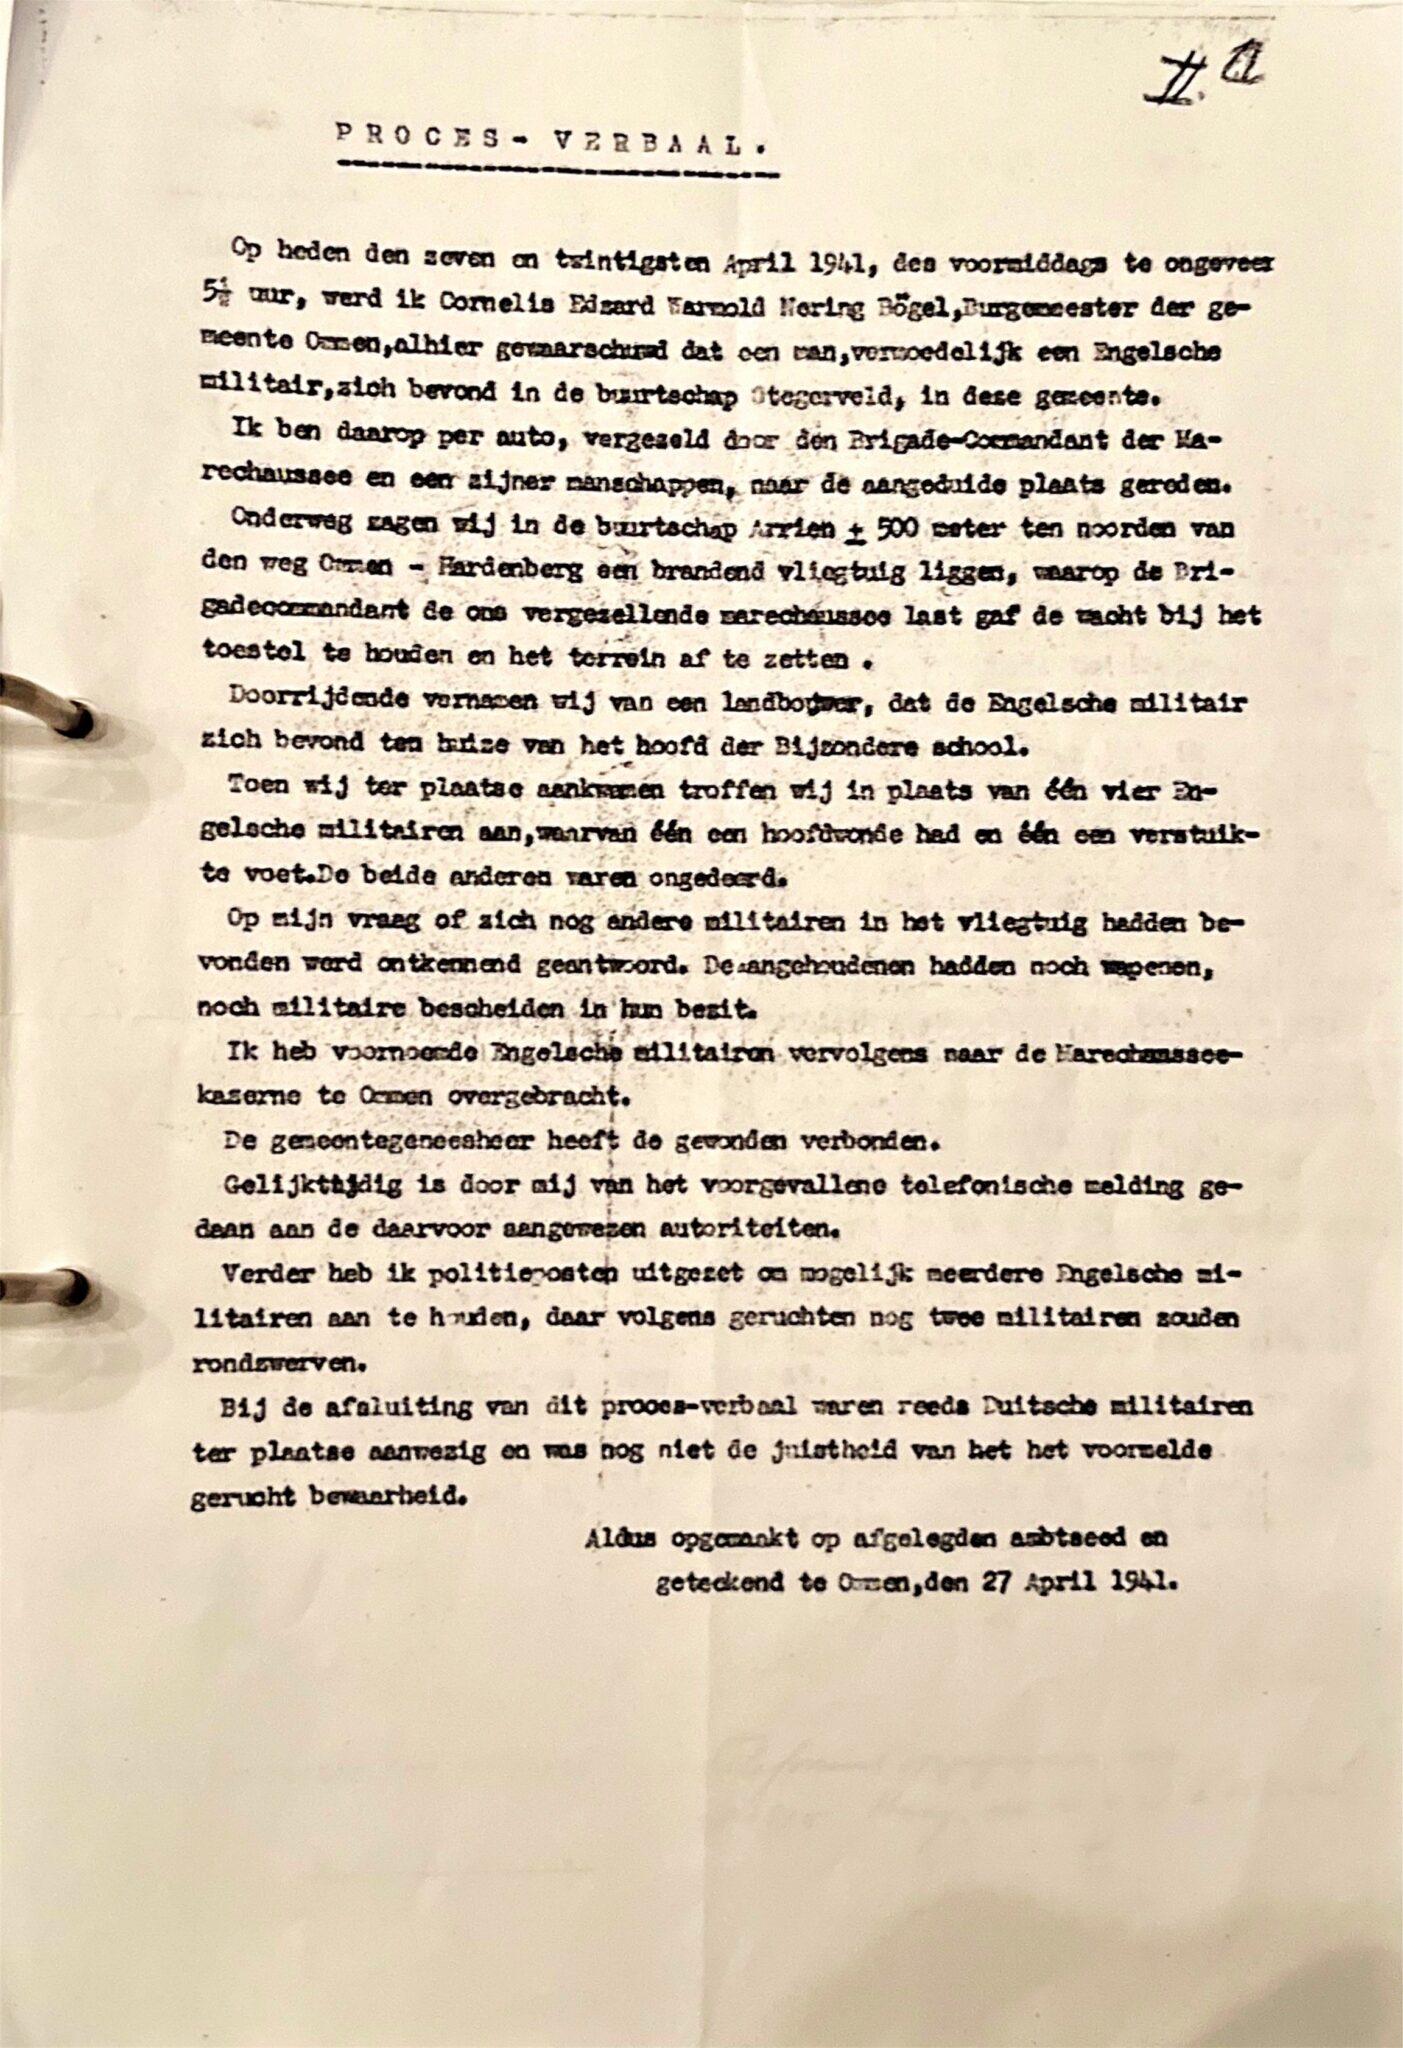 II. a
PROCES - VERBAAL.
Op heden den zeven en twintigsten April 1941, des voormiddags te ongeveer
5½ uur, werd ik Cornelis Edzard Warmold Nering Bögel,Burgemeester der ge-
meente Ommen,alhier gewaarschuwd dat een man,vermoedelijk een Engelsche
militair,zich bevond in de buurtschap Stegerveld, in deze gemeente.
Ik ben daarop per auto, vergezeld door den Brigade-Commandant der Ma-
rechaussee en een zijner manschappen, naar de aangeduide plaats gereden.
Onderweg zagen wij in de buurtschap Arrien ± 500 meter ten noorden van
den weg Ommen - Hardenberg een brandend vliegtuig liggen, waarop de Bri-
gadecommandant de ons vergezellende marechaussee last gaf de wacht bij het
toestel te houden en het terrein af te zetten .
Doorrijdende vernamen wij van een landbouwer, dat de Engelsche militair
zich bevond ten huize van het hoofd der Bijzondere school.
Toen wij ter plaatse aankwamen troffen wij in plaats van één vier En-
gelsche militairen aan,waarvan één een hoofdwonde had en één een verstuik-
te voet.De beide anderen waren ongedeerd.
Op mijn vraag of zich nog andere militairen in het vliegtuig hadden be-
vonden werd ontkennend geantwoord. De aangehoudenen hadden noch wapenen,
noch militaire bescheiden in hun bezit.
Ik heb voornoemde Engelsche militairen vervolgens naar de Marechaussee-
kazerne te Ommen overgebracht.
De gemeentegeneesheer heeft de gewonden verbonden.
Gelijktijdig is door mij van het voorgevallene telefonische melding ge-
daan aan de daarvoor aangewezen autoriteiten.
Verder heb ik politieposten uitgezet om mogelijk meerdere Engelsche mi-
litairen aan te houden, daar volgens geruchten nog twee militairen zouden
rondzwerven.
Bij de afsluiting van dit proces-verbaal waren reeds Duitsche militairen
ter plaatse aanwezig en was nog niet de juistheid van het het voormelde
gerucht bewaarheid.
Aldus opgemaakt op afgelegden ambtseed en
geteekend te Ommen,den 27 April 1941.